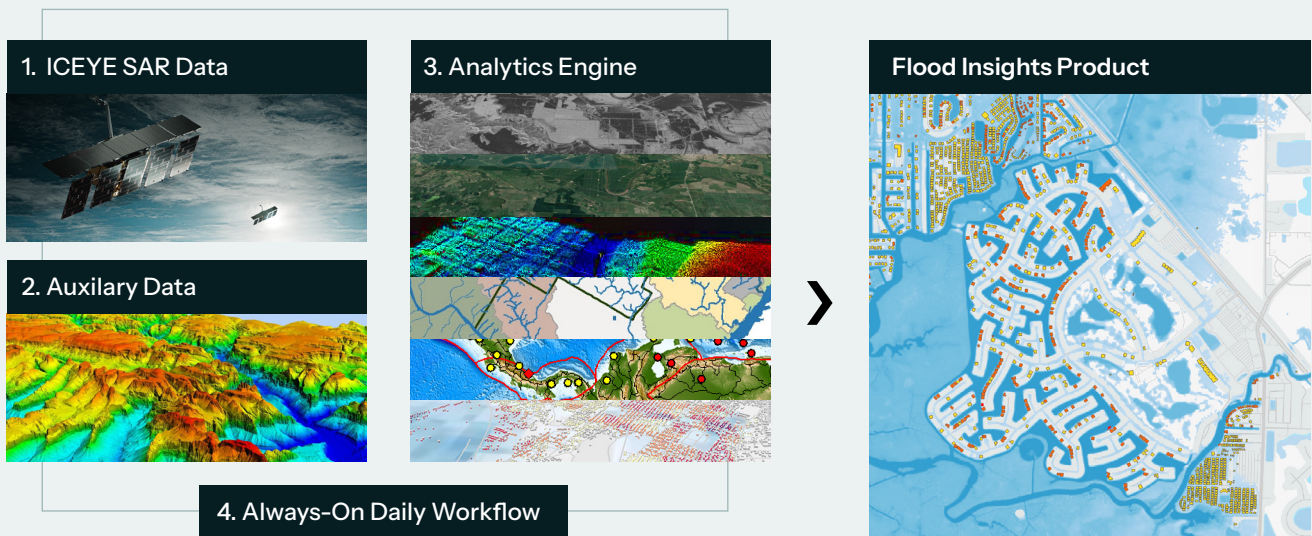 1. ICEYE SAR Data
2. Auxilary Data
3. Analytics Engine
4. Always-On Daily Workflow
Flood Insights Product